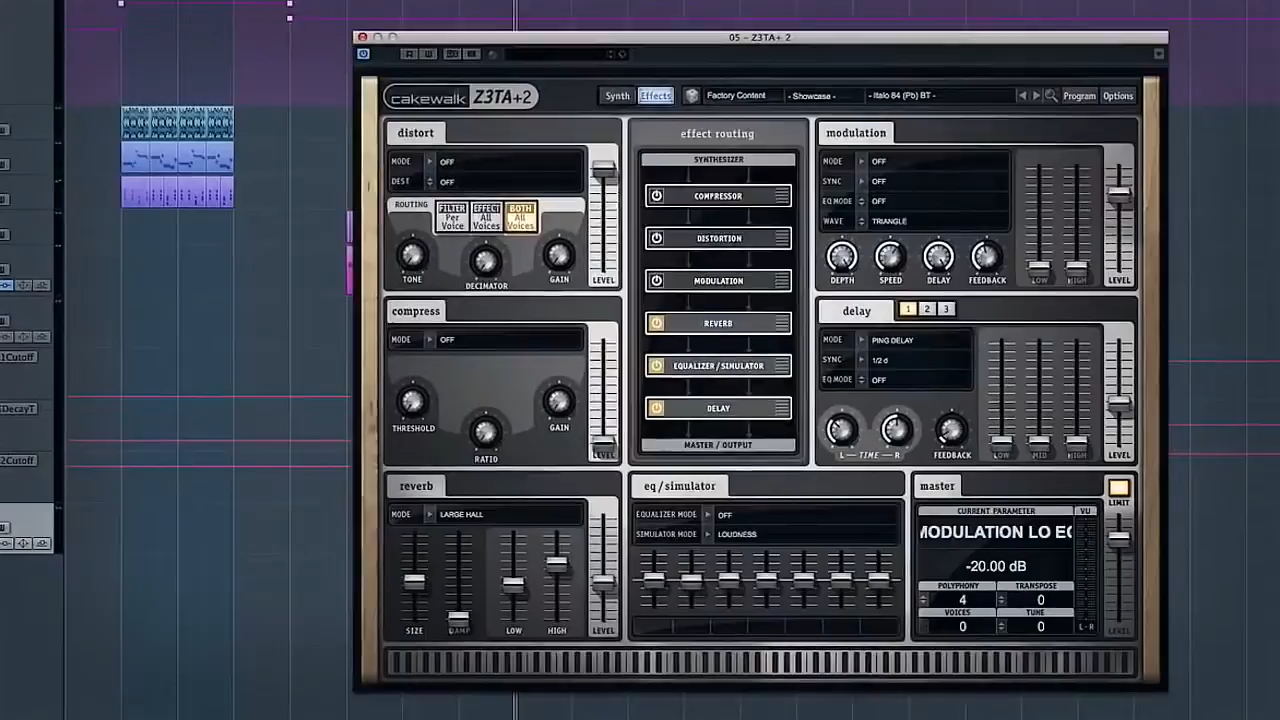 05 - Z3TA+ 2
cakewalk Z3TA+2
Synth Effects Factory Content - Showcase - - Italo 84 (Pb) BT - Program Options
distort
MODE OFF
DEST OFF
ROUTING FILTER Per Voice EFFECT All Voices BOTH All Voices
TONE DECIMATOR GAIN LEVEL
effect routing
SYNTHESIZER
COMPRESSOR
DISTORTION
MODULATION
REVERB
EQUALIZER / SIMULATOR
DELAY
MASTER / OUTPUT
modulation
MODE OFF
SYNC OFF
EQ MODE OFF
WAVE TRIANGLE
DEPTH SPEED DELAY FEEDBACK LOW HIGH LEVEL
compress
MODE OFF
THRESHOLD RATIO GAIN LEVEL
delay 1 2 3
MODE PING DELAY
SYNC 1/2 d
EQ MODE OFF
L — TIME — R FEEDBACK LOW MID HIGH LEVEL
reverb
MODE LARGE HALL
SIZE DAMP LOW HIGH LEVEL
eq / simulator
EQUALIZER MODE OFF
SIMULATOR MODE LOUDNESS
master
LIMIT
CURRENT PARAMETER VU
MODULATION LO EQ
-20.00 dB
POLYPHONY TRANSPOSE
4 0
VOICES TUNE
0 0 L - R LEVEL
1Cutoff
DecayT
2Cutoff